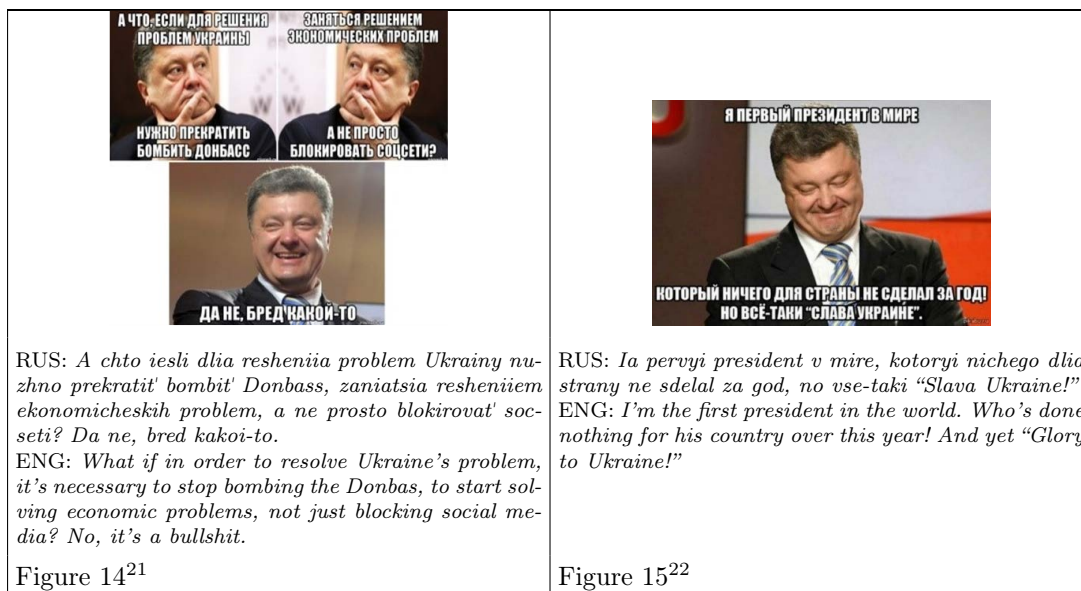 А ЧТО, ЕСЛИ ДЛЯ РЕШЕНИЯ
ПРОБЛЕМ УКРАИНЫ
НУЖНО ПРЕКРАТИТЬ
БОМБИТЬ ДОНБАСС
ЗАНЯТЬСЯ РЕШЕНИЕМ
ЭКОНОМИЧЕСКИХ ПРОБЛЕМ
А НЕ ПРОСТО
БЛОКИРОВАТЬ СОЦСЕТИ?
ДА НЕ, БРЕД КАКОЙ-ТО
RUS: A chto iesli dlia resheniia problem Ukrainy nu-
zhno prekratit' bombit' Donbass, zaniatsia resheniiem
ekonomicheskih problem, a ne prosto blokirovat' soc-
seti? Da ne, bred kakoi-to.
ENG: What if in order to resolve Ukraine's problem,
it's necessary to stop bombing the Donbas, to start sol-
ving economic problems, not just blocking social me-
dia? No, it's a bullshit.
Figure 14²¹
Я ПЕРВЫЙ ПРЕЗИДЕНТ В МИРЕ
КОТОРЫЙ НИЧЕГО ДЛЯ СТРАНЫ НЕ СДЕЛАЛ ЗА ГОД!
НО ВСЁ-ТАКИ "СЛАВА УКРАИНЕ".
RUS: Ia pervyi president v mire, kotoryi nichego dlia
strany ne sdelal za god, no vse-taki “Slava Ukraine!”
ENG: I'm the first president in the world. Who's done
nothing for his country over this year! And yet “Glory
to Ukraine!”
Figure 15²²